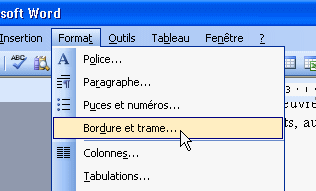 soft Word
Insertion Format Outils Tableau Fenêtre ?
Police...
Paragraphe...
Puces et numéros...
Bordure et trame...
Colonnes...
Tabulations...